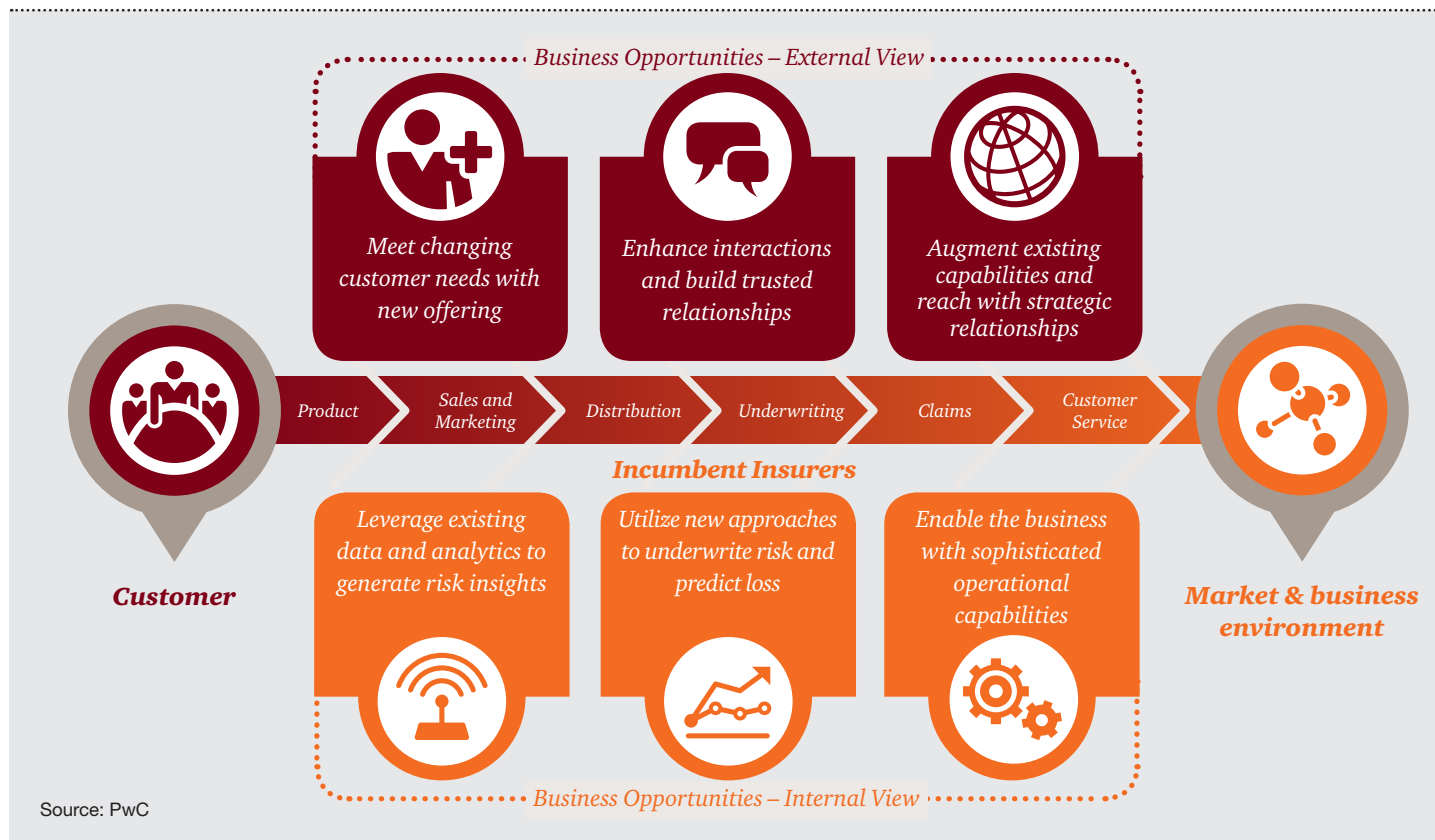 Business Opportunities – External View
Meet changing
customer needs with
new offering
Enhance interactions
and build trusted
relationships
Augment existing
capabilities and
reach with strategic
relationships
Product
Sales and
Marketing
Distribution
Underwriting
Claims
Customer
Service
Incumbent Insurers
Customer
Market & business
environment
Leverage existing
data and analytics to
generate risk insights
Utilize new approaches
to underwrite risk and
predict loss
Enable the business
with sophisticated
operational
capabilities
Business Opportunities – Internal View
Source: PwC